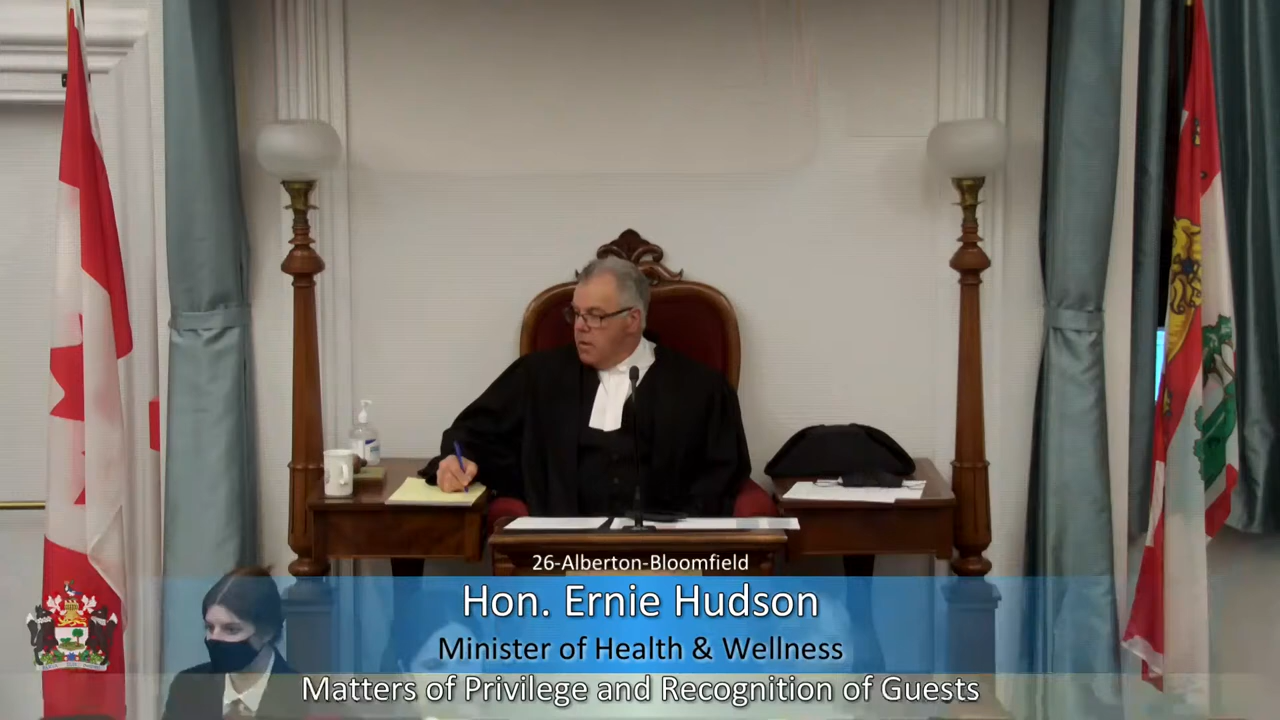 26-Alberton-Bloomfield
Hon. Ernie Hudson
Minister of Health & Wellness
Matters of Privilege and Recognition of Guests